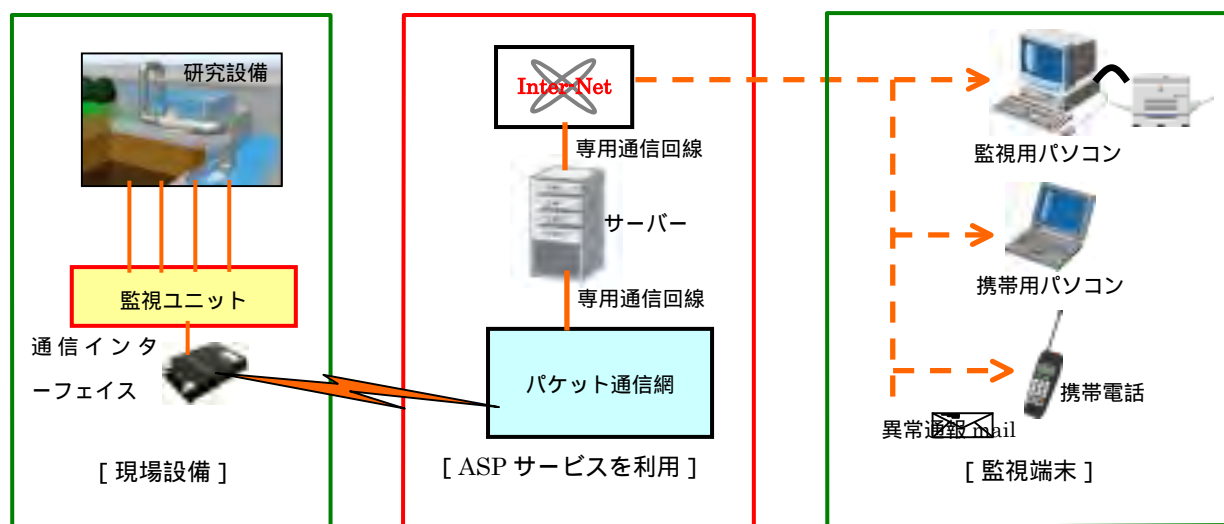 研究設備
監視ユニット
通信インタ
ーフェイス
[ 現場設備 ]
Inter-Net
専用通信回線
サーバー
専用通信回線
パケット通信網
[ ASP サービスを利用 ]
監視用パソコン
携帯用パソコン
携帯電話
異常通報 mail
[ 監視端末 ]